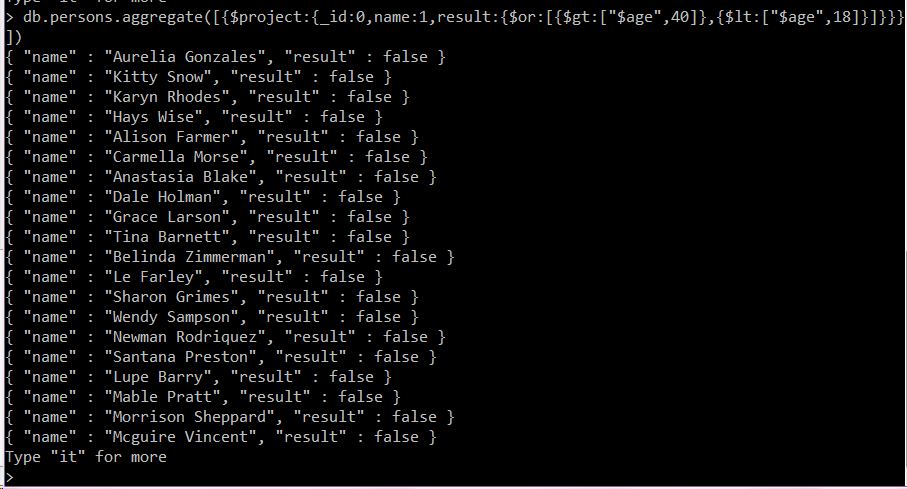 Type "it" for more
> db.persons.aggregate([{$project:{_id:0,name:1,result:{$or:[{$gt:["$age",40]},{$lt:["$age",18]}]}}}
])
{ "name" : "Aurelia Gonzales", "result" : false }
{ "name" : "Kitty Snow", "result" : false }
{ "name" : "Karyn Rhodes", "result" : false }
{ "name" : "Hays Wise", "result" : false }
{ "name" : "Alison Farmer", "result" : false }
{ "name" : "Carmella Morse", "result" : false }
{ "name" : "Anastasia Blake", "result" : false }
{ "name" : "Dale Holman", "result" : false }
{ "name" : "Grace Larson", "result" : false }
{ "name" : "Tina Barnett", "result" : false }
{ "name" : "Belinda Zimmerman", "result" : false }
{ "name" : "Le Farley", "result" : false }
{ "name" : "Sharon Grimes", "result" : false }
{ "name" : "Wendy Sampson", "result" : false }
{ "name" : "Newman Rodriquez", "result" : false }
{ "name" : "Santana Preston", "result" : false }
{ "name" : "Lupe Barry", "result" : false }
{ "name" : "Mable Pratt", "result" : false }
{ "name" : "Morrison Sheppard", "result" : false }
{ "name" : "Mcguire Vincent", "result" : false }
Type "it" for more
>